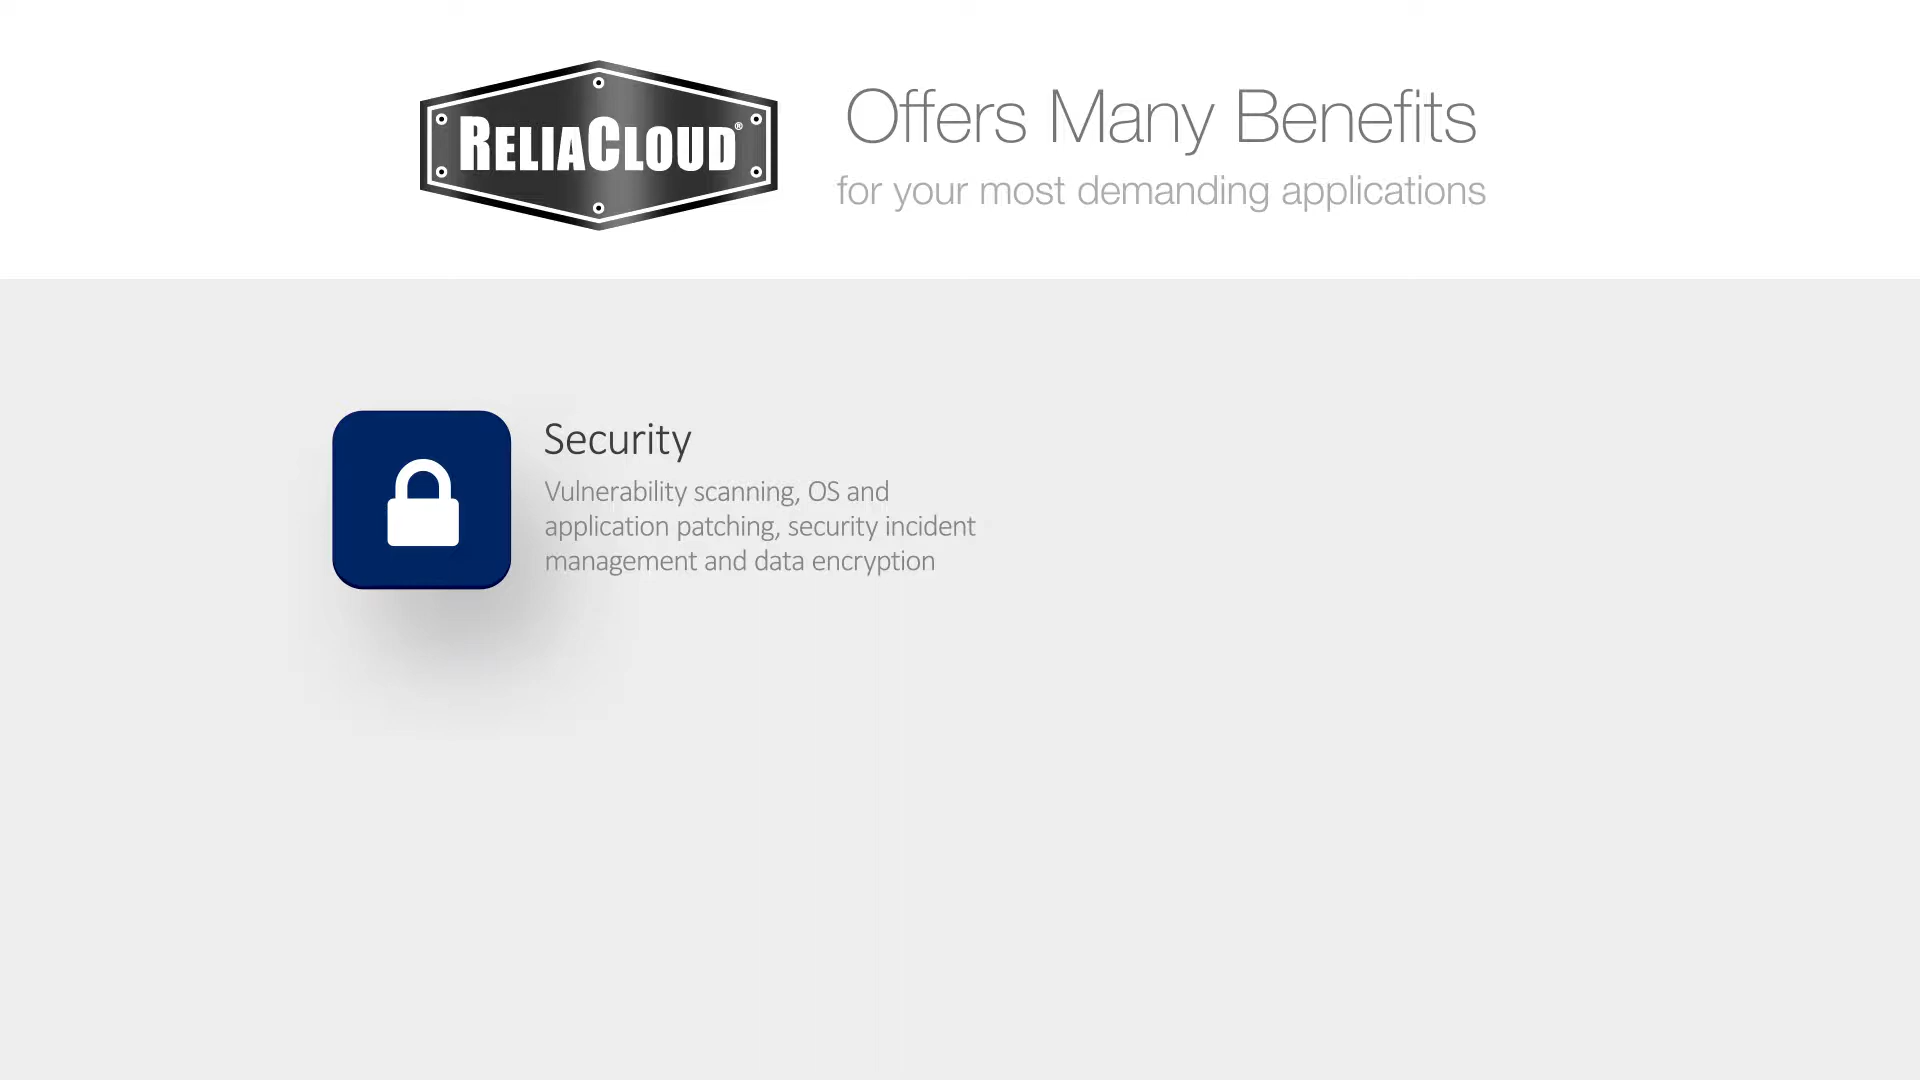 RELIACLOUD®
Offers Many Benefits
for your most demanding applications
Security
Vulnerability scanning, OS and
application patching, security incident
management and data encryption